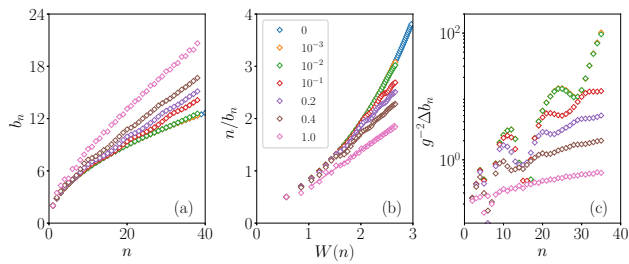 24
18
12
6
0
b_n
0 10 20 30 40
n
(a)
4
3
2
1
0
n/b_n
0 1 2 3
W(n)
(b)
0
10^{-3}
10^{-2}
10^{-1}
0.2
0.4
1.0
10^2
10^0
g^{-2}Δb_n
0 10 20 30 40
n
(c)